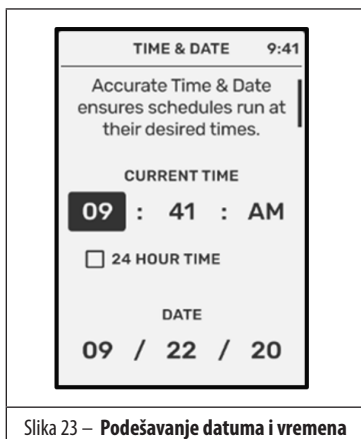 TIME & DATE 9:41
Accurate Time & Date
ensures schedules run at
their desired times.
CURRENT TIME
09 : 41 : AM
24 HOUR TIME
DATE
09 / 22 / 20
Slika 23 – Podešavanje datuma i vremena